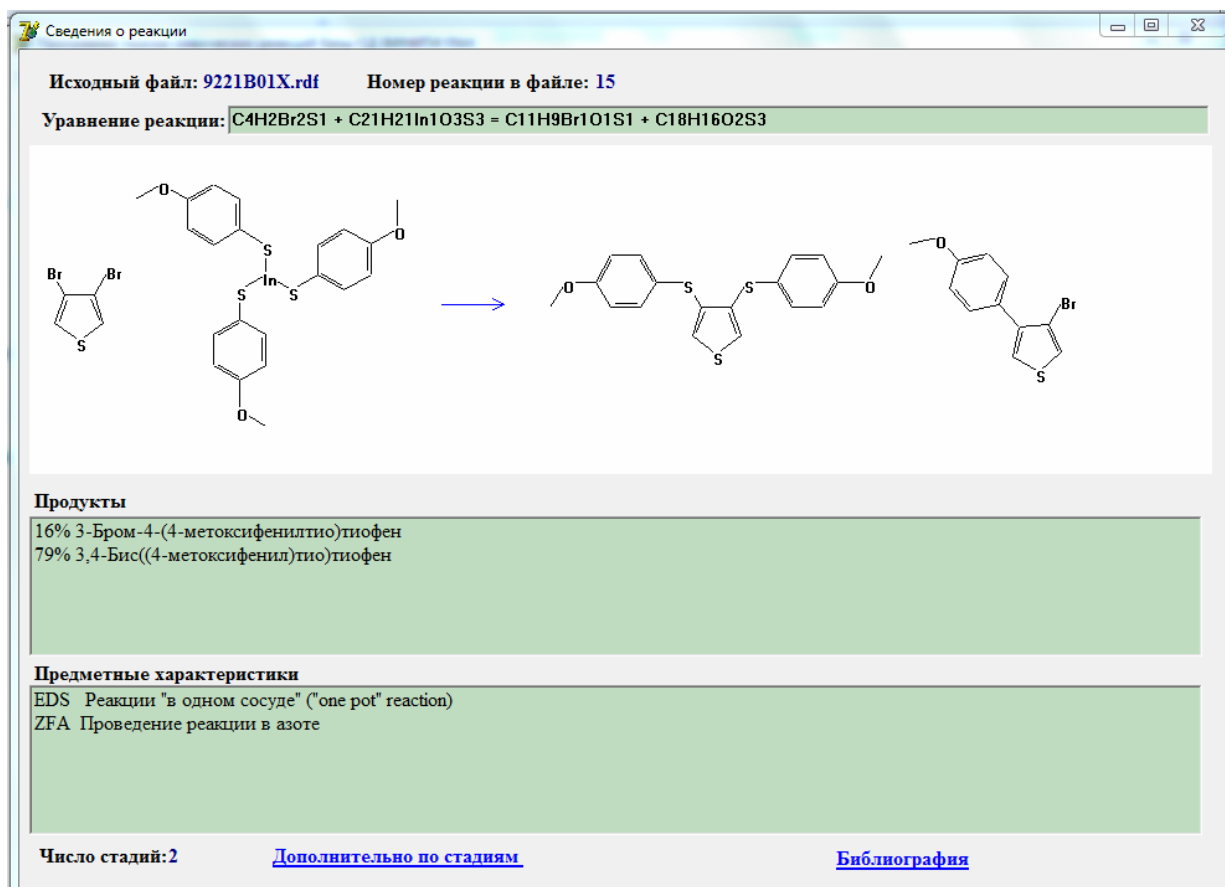 Сведения о реакции
Исходный файл: 9221B01X.rdf Номер реакции в файле: 15
Уравнение реакции: C4H2Br2S1 + C21H21In1O3S3 = C11H9Br1O1S1 + C18H16O2S3
O
O
S
Br
Br
In
S
S
O
S
O
S
S
O
S
O
Br
S
Продукты
16% 3-Бром-4-(4-метоксифенилтио)тиофен
79% 3,4-Бис((4-метоксифенил)тио)тиофен
Предметные характеристики
EDS Реакции "в одном сосуде" ("one pot" reaction)
ZFA Проведение реакции в азоте
Число стадий:2 Дополнительно по стадиям Библиография